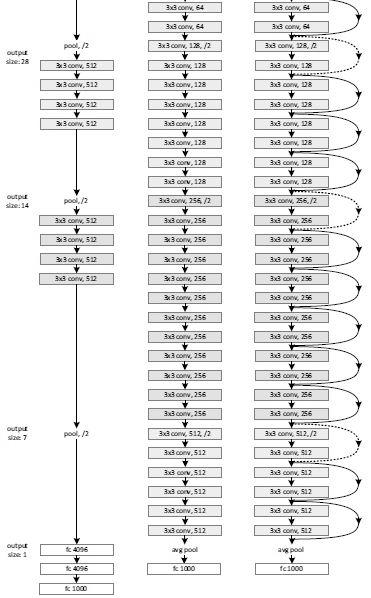 output
size: 28
output
size: 14
output
size: 7
output
size: 1
pool, /2
3x3 conv, 512
3x3 conv, 512
3x3 conv, 512
3x3 conv, 512
pool, /2
3x3 conv, 512
3x3 conv, 512
3x3 conv, 512
3x3 conv, 512
pool, /2
fc 4096
fc 4096
fc 1000
3x3 conv, 64
3x3 conv, 64
3x3 conv, 128, /2
3x3 conv, 128
3x3 conv, 128
3x3 conv, 128
3x3 conv, 128
3x3 conv, 128
3x3 conv, 128
3x3 conv, 128
3x3 conv, 256, /2
3x3 conv, 256
3x3 conv, 256
3x3 conv, 256
3x3 conv, 256
3x3 conv, 256
3x3 conv, 256
3x3 conv, 256
3x3 conv, 256
3x3 conv, 256
3x3 conv, 256
3x3 conv, 256
3x3 conv, 512, /2
3x3 conv, 512
3x3 conv, 512
3x3 conv, 512
3x3 conv, 512
3x3 conv, 512
avg pool
fc 1000
3x3 conv, 64
3x3 conv, 64
3x3 conv, 128, /2
3x3 conv, 128
3x3 conv, 128
3x3 conv, 128
3x3 conv, 128
3x3 conv, 128
3x3 conv, 128
3x3 conv, 128
3x3 conv, 256, /2
3x3 conv, 256
3x3 conv, 256
3x3 conv, 256
3x3 conv, 256
3x3 conv, 256
3x3 conv, 256
3x3 conv, 256
3x3 conv, 256
3x3 conv, 256
3x3 conv, 256
3x3 conv, 256
3x3 conv, 512, /2
3x3 conv, 512
3x3 conv, 512
3x3 conv, 512
3x3 conv, 512
3x3 conv, 512
avg pool
fc 1000